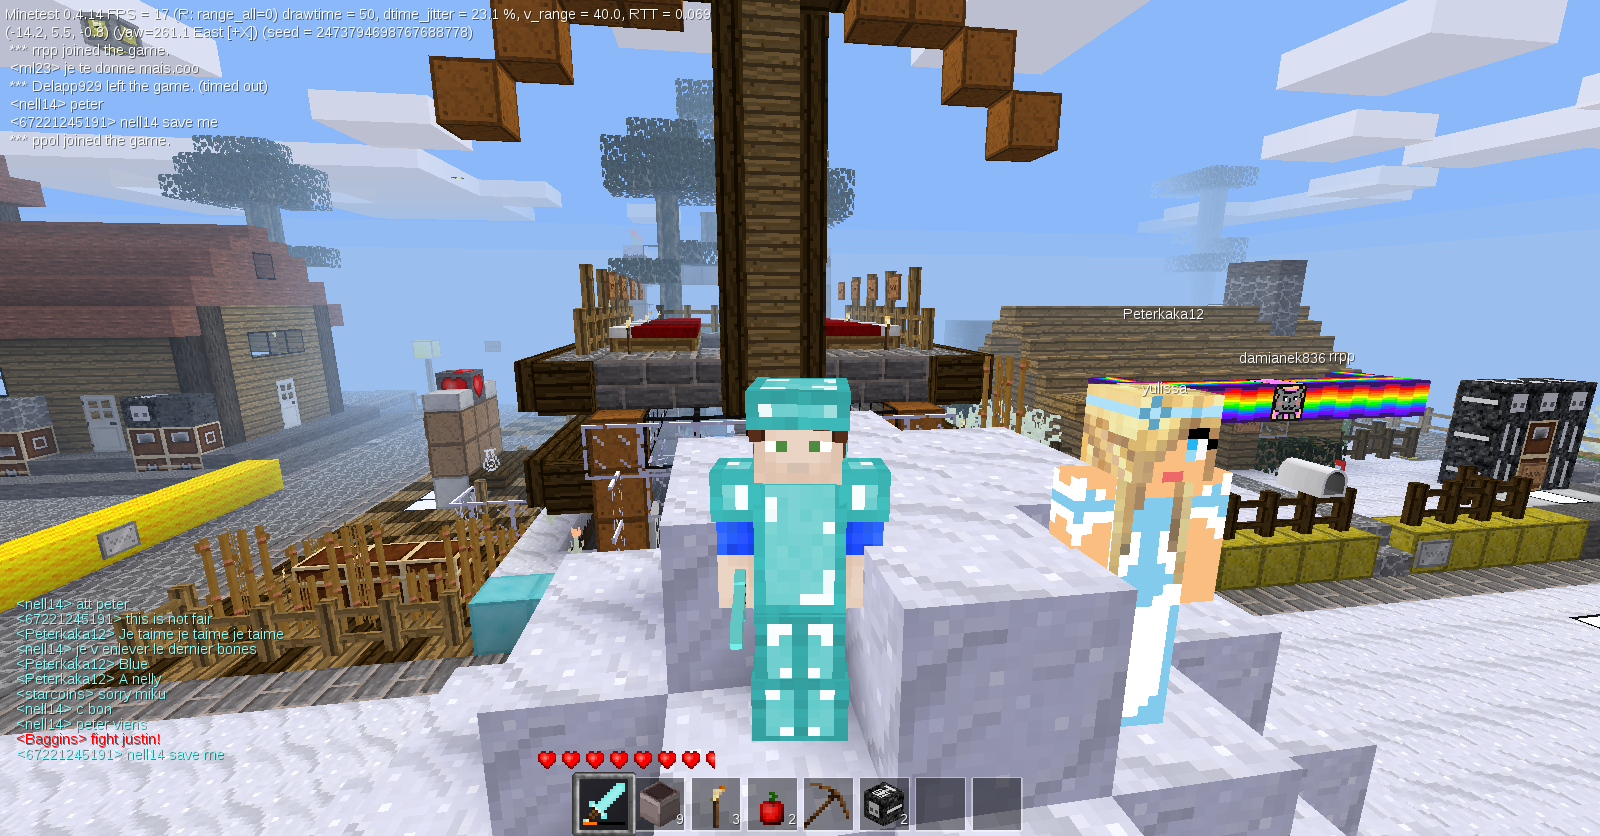 Minetest 0.4.14 FPS = 17 (R: range_all=0) drawtime = 50, dtime_jitter = 23.1 %, v_range = 40.0, RTT = 0.069
(-14.2, 5.5, -0.8) (yaw=261.1 East [+X]) (seed = 2473794698767688778)
*** rrpp joined the game.
<ml23> je te donne mais.coo
*** Delapp929 left the game. (timed out)
<nell14> peter
<67221245191> nell14 save me
*** ppol joined the game.
Peterkaka12
damianek836 rrpp
yulissa
<nell14> att peter
<67221245191> this is not fair
<Peterkaka12> Je taime je taime je taime
<nell14> je v enlever le dernier bones
<Peterkaka12> Blue
<Peterkaka12> A nelly
<starcoins> sorry miku
<nell14> c bon
<nell14> peter viens
<Baggins> fight justin!
<67221245191> nell14 save me
9 3 2 2